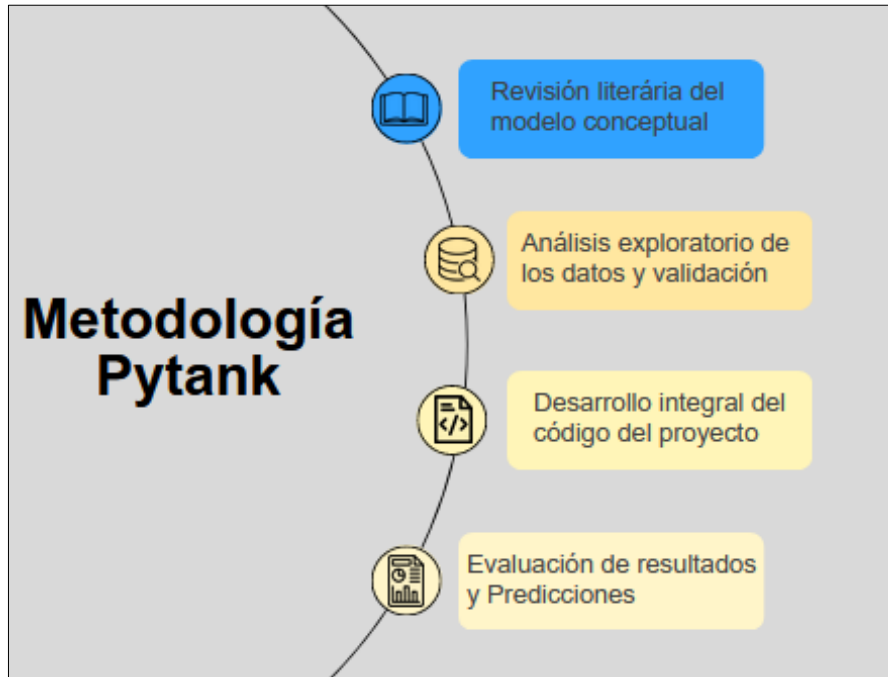 Revisión literária del
modelo conceptual
Análisis exploratorio de
los datos y validación
Metodología
Pytank
Desarrollo integral del
código del proyecto
Evaluación de resultados
y Predicciones